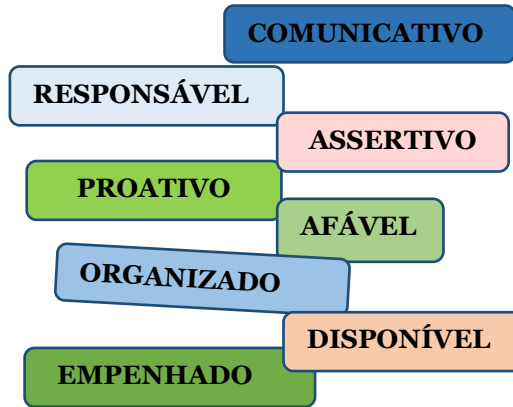 COMUNICATIVO
RESPONSÁVEL
ASSERTIVO
PROATIVO
AFÁVEL
ORGANIZADO
DISPONÍVEL
EMPENHADO